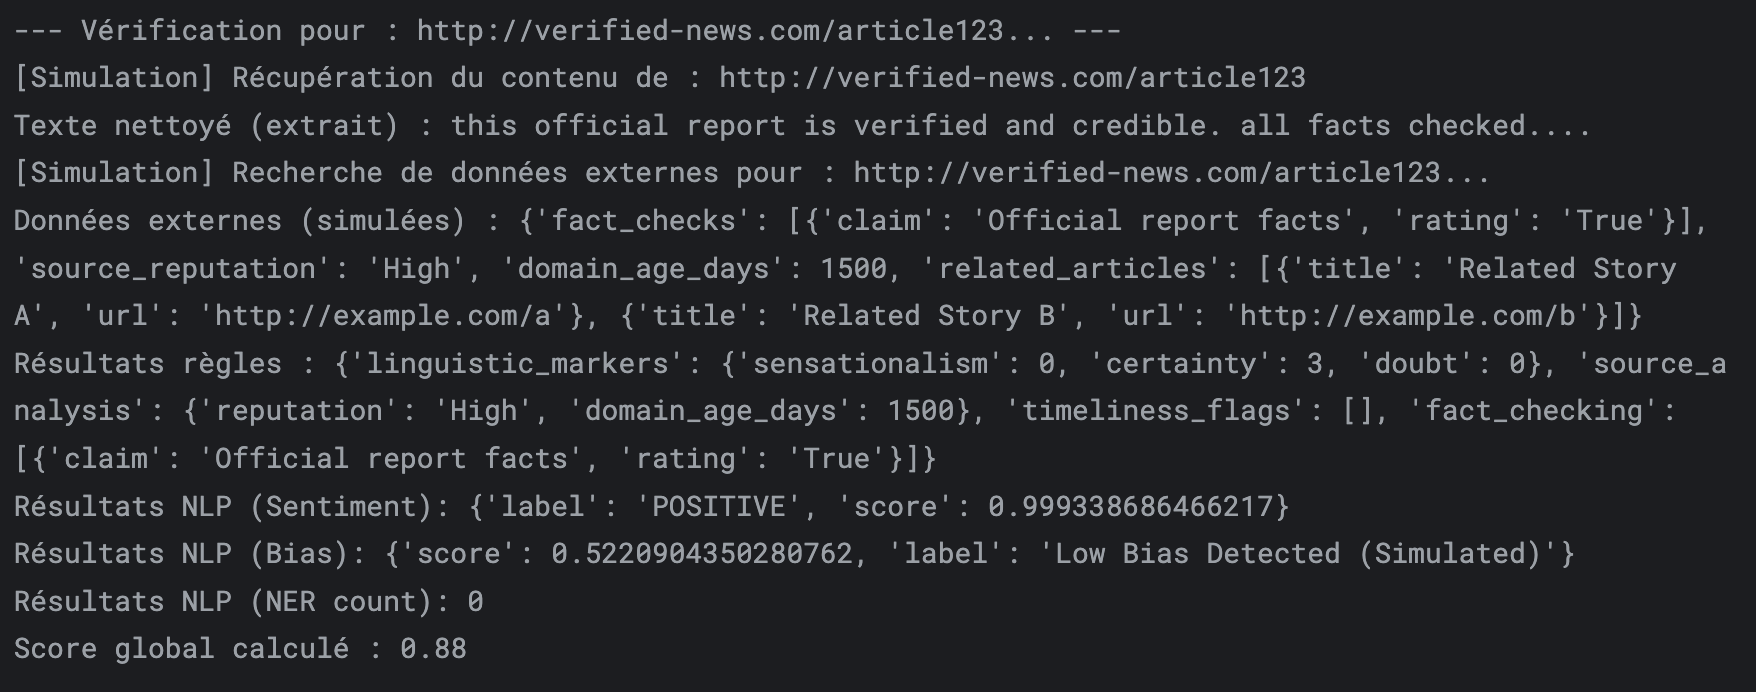 --- Vérification pour : http://verified-news.com/article123... ---
[Simulation] Récupération du contenu de : http://verified-news.com/article123
Texte nettoyé (extrait) : this official report is verified and credible. all facts checked....
[Simulation] Recherche de données externes pour : http://verified-news.com/article123...
Données externes (simulées) : {'fact_checks': [{'claim': 'Official report facts', 'rating': 'True'}],
'source_reputation': 'High', 'domain_age_days': 1500, 'related_articles': [{'title': 'Related Story
A', 'url': 'http://example.com/a'}, {'title': 'Related Story B', 'url': 'http://example.com/b'}]}
Résultats règles : {'linguistic_markers': {'sensationalism': 0, 'certainty': 3, 'doubt': 0}, 'source_a
nalysis': {'reputation': 'High', 'domain_age_days': 1500}, 'timeliness_flags': [], 'fact_checking':
[{'claim': 'Official report facts', 'rating': 'True'}]}
Résultats NLP (Sentiment): {'label': 'POSITIVE', 'score': 0.999338686466217}
Résultats NLP (Bias): {'score': 0.5220904350280762, 'label': 'Low Bias Detected (Simulated)'}
Résultats NLP (NER count): 0
Score global calculé : 0.88